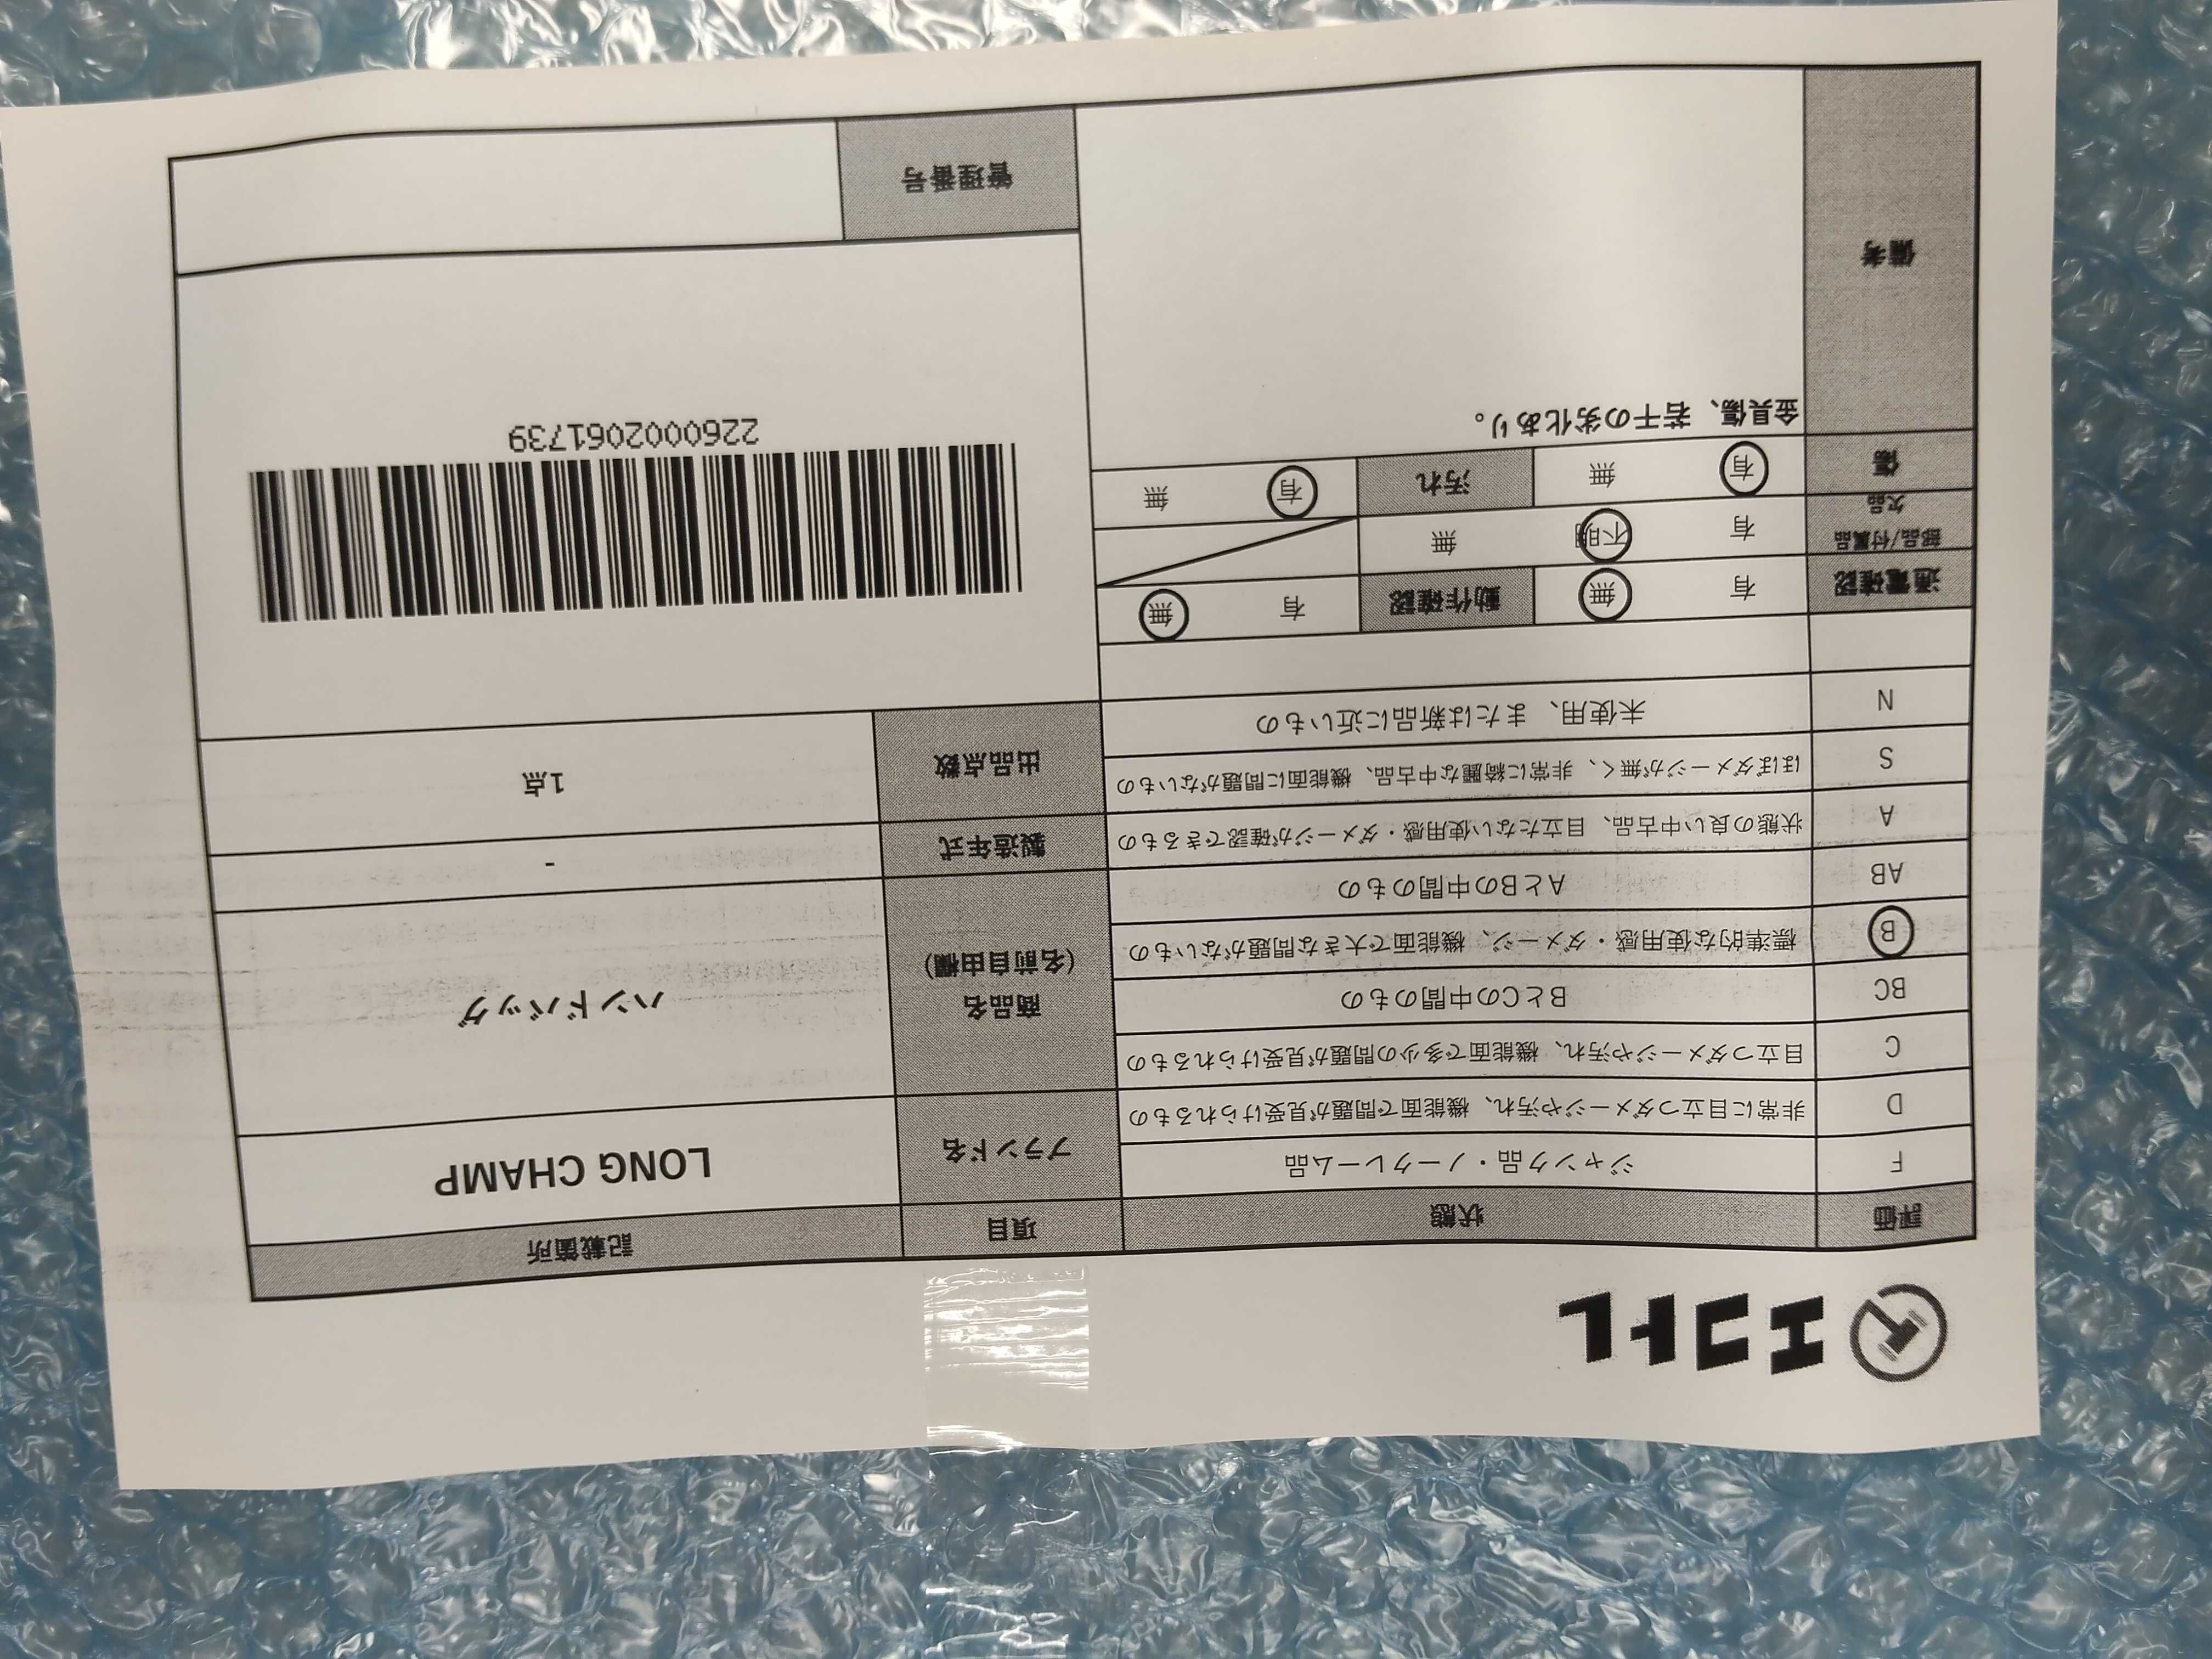 エコトレ
評価 状態 項目 記載箇所
F ジャンク品・ノークレーム品 ブランド名 LONG CHAMP
D 非常に目立つダメージや汚れ、機能面で問題が見受けられるもの
C 目立つダメージや汚れ、機能面で多少の問題が見受けられるもの
商品名
(名前自由欄)
ハンドバッグ
BC BとCの中間のもの
B 標準的な使用感・ダメージ、機能面で大きな問題がないもの
AB AとBの中間のもの
製造年式 -
A 状態の良い中古品、目立たない使用感・ダメージが確認できるもの
出品点数 1点
S ほぼダメージが無く、非常に綺麗な中古品、機能面に問題がないもの
N 未使用、または新品に近いもの
通電確認 有 無 動作確認 有 無
部品/付属品
欠品
有 不明 無
傷 有 無 汚れ 有 無
備考 金具傷、若干の劣化あり。
2260002061739
管理番号